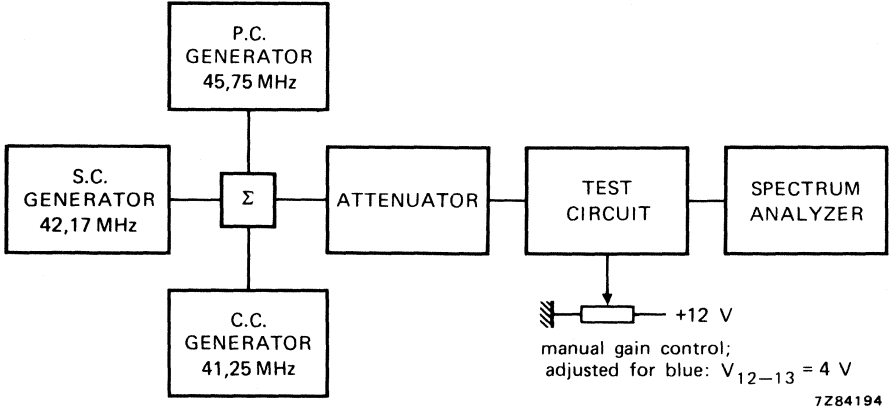 P.C.
GENERATOR
45,75 MHz
S.C.
GENERATOR
42,17 MHz
Σ
ATTENUATOR
TEST
CIRCUIT
SPECTRUM
ANALYZER
C.C.
GENERATOR
41,25 MHz
+12 V
manual gain control;
adjusted for blue: V12–13 = 4 V
7Z84194